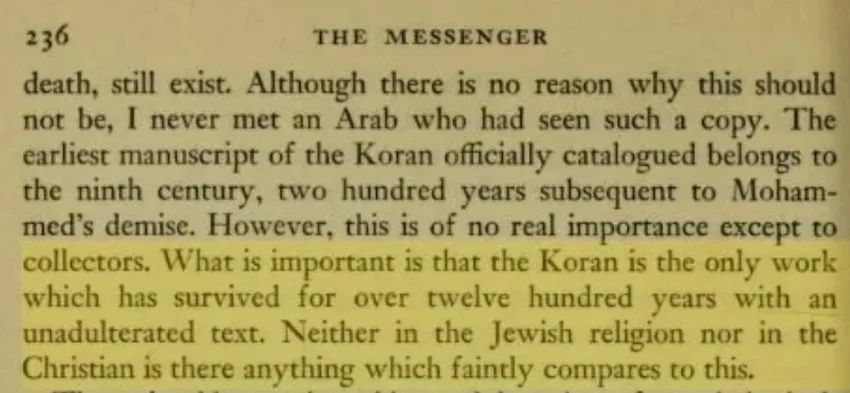 236 THE MESSENGER
death, still exist. Although there is no reason why this should
not be, I never met an Arab who had seen such a copy. The
earliest manuscript of the Koran officially catalogued belongs to
the ninth century, two hundred years subsequent to Moham-
med's demise. However, this is of no real importance except to
collectors. What is important is that the Koran is the only work
which has survived for over twelve hundred years with an
unadulterated text. Neither in the Jewish religion nor in the
Christian is there anything which faintly compares to this.